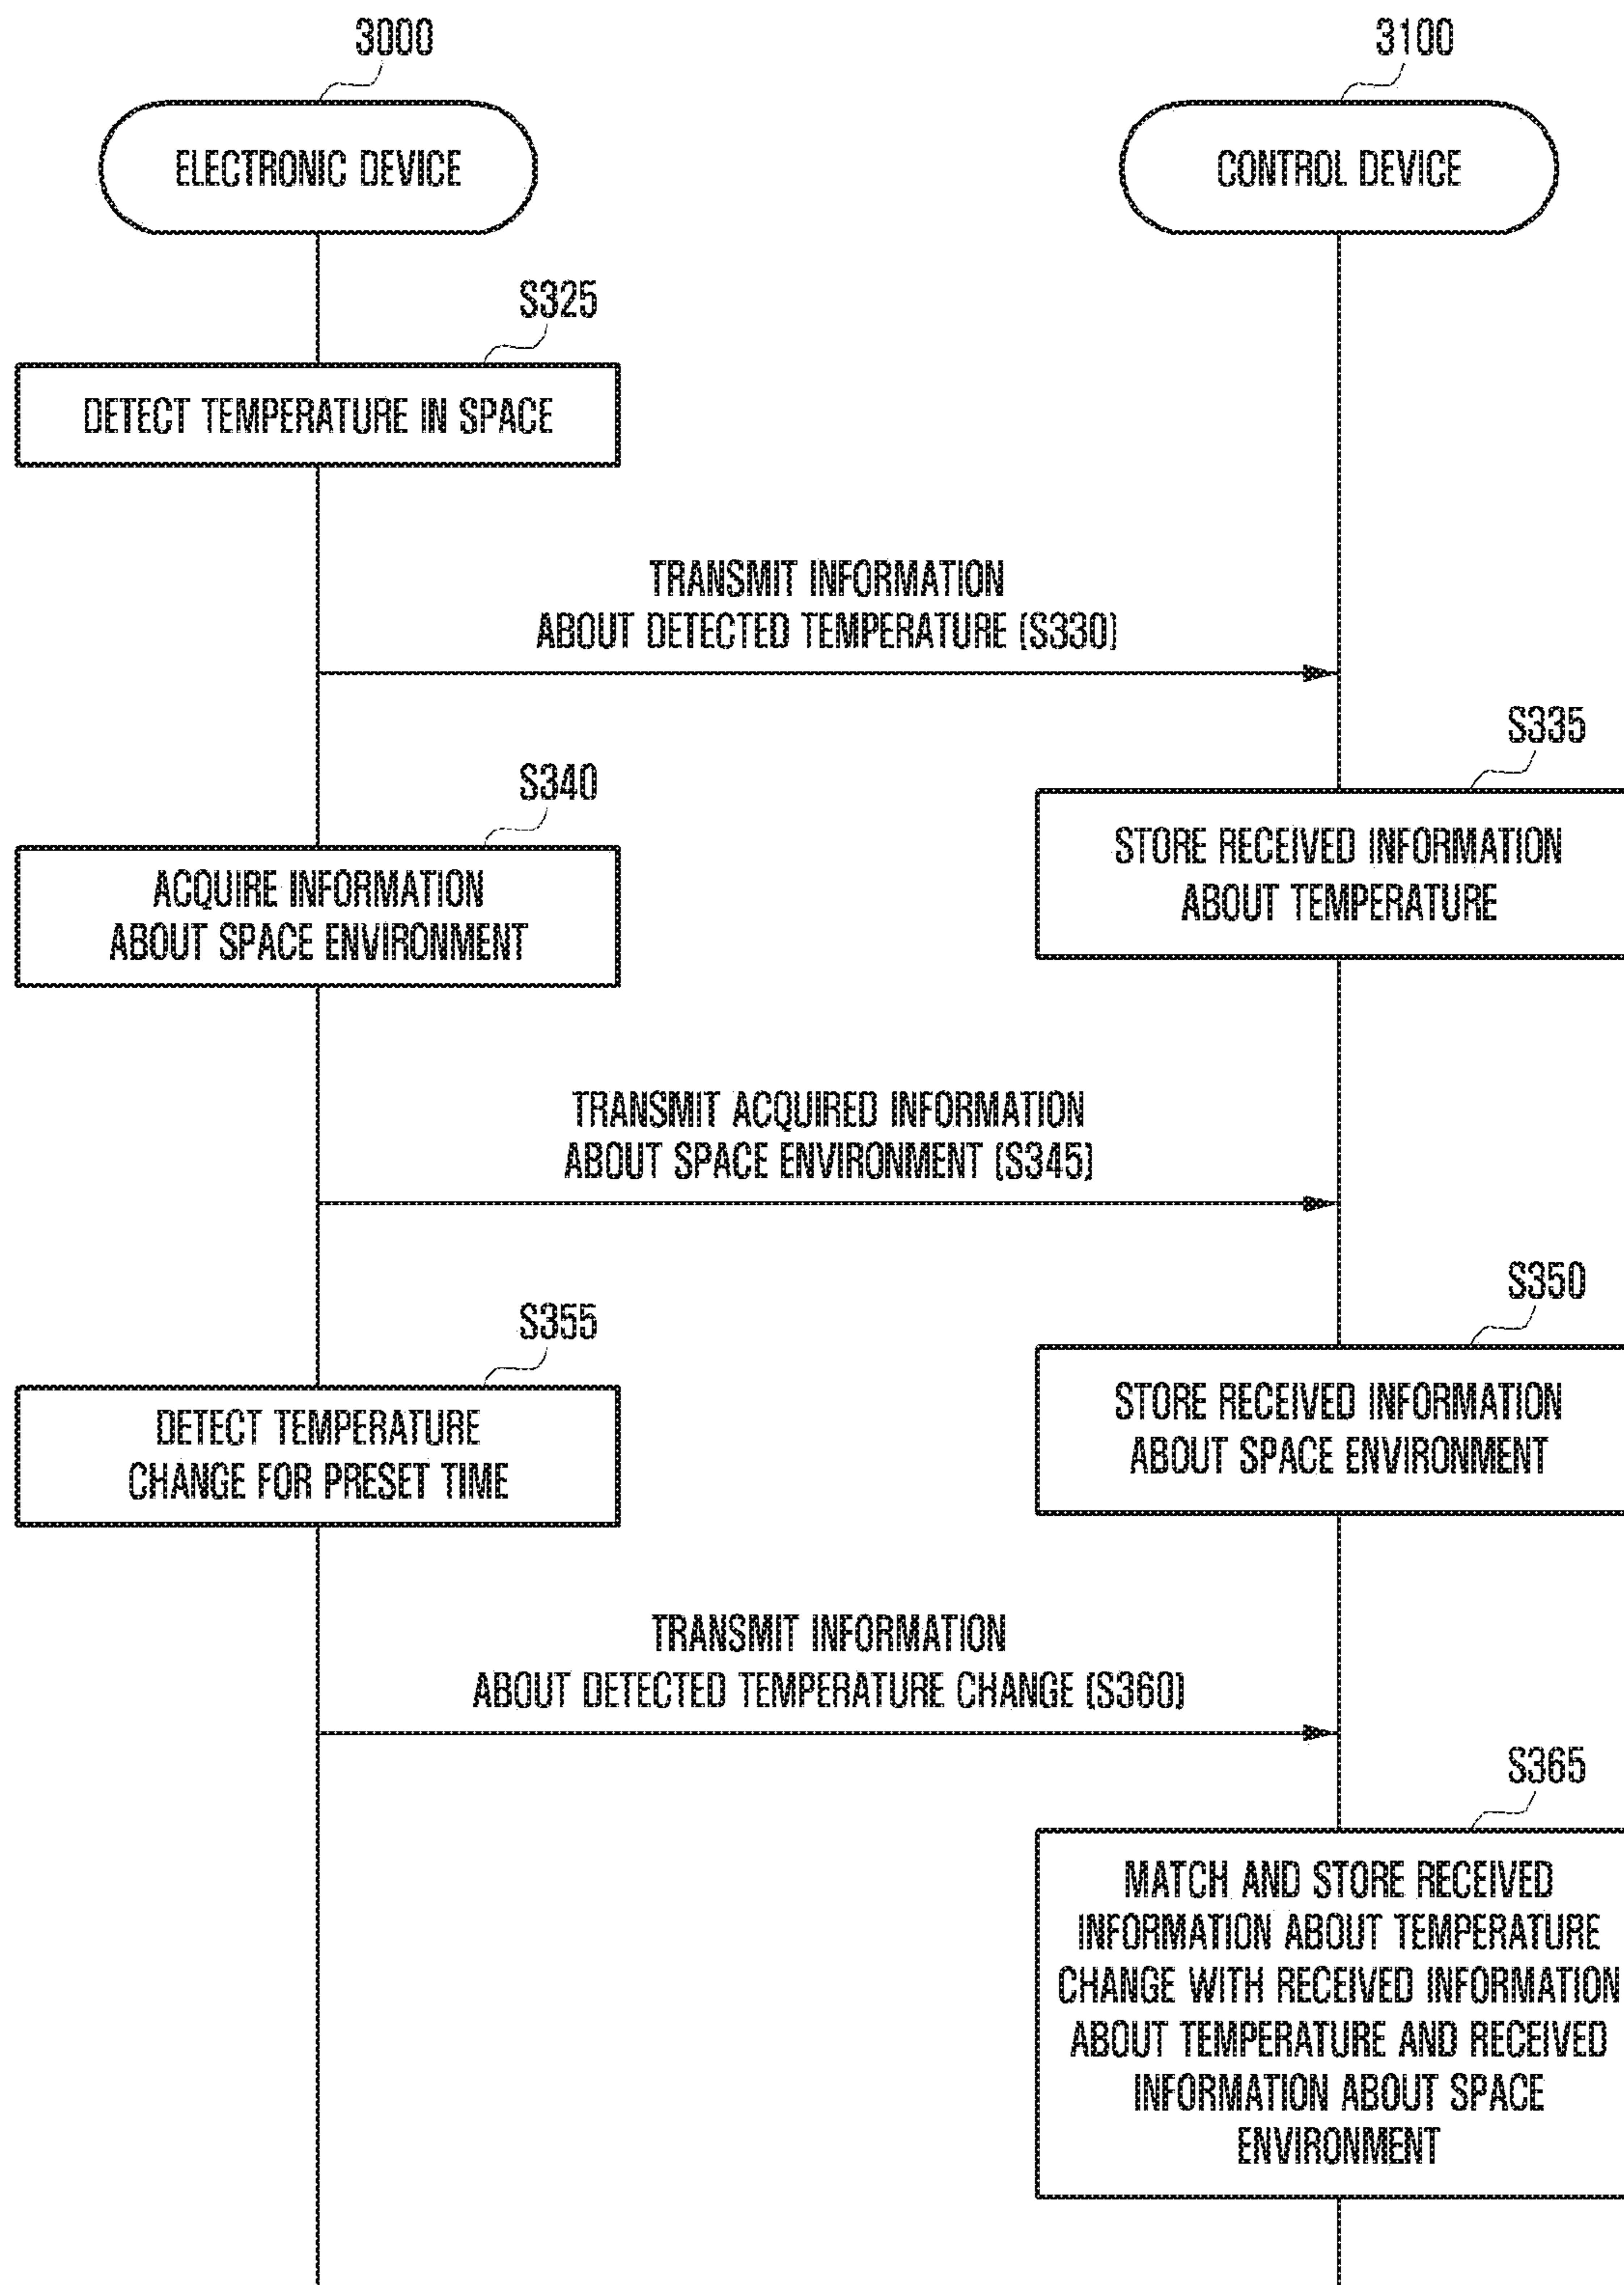 3000
3100
ELECTRONIC DEVICE
CONTROL DEVICE
S325
DETECT TEMPERATURE IN SPACE
TRANSMIT INFORMATION
ABOUT DETECTED TEMPERATURE (S330)
S335
STORE RECEIVED INFORMATION
ABOUT TEMPERATURE
S340
ACQUIRE INFORMATION
ABOUT SPACE ENVIRONMENT
TRANSMIT ACQUIRED INFORMATION
ABOUT SPACE ENVIRONMENT (S345)
S350
STORE RECEIVED INFORMATION
ABOUT SPACE ENVIRONMENT
S355
DETECT TEMPERATURE
CHANGE FOR PRESET TIME
TRANSMIT INFORMATION
ABOUT DETECTED TEMPERATURE CHANGE (S360)
S365
MATCH AND STORE RECEIVED
INFORMATION ABOUT TEMPERATURE
CHANGE WITH RECEIVED INFORMATION
ABOUT TEMPERATURE AND RECEIVED
INFORMATION ABOUT SPACE
ENVIRONMENT